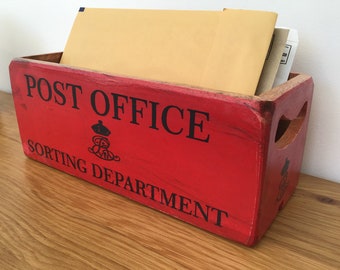 POST OFFICE
SORTING DEPARTMENT